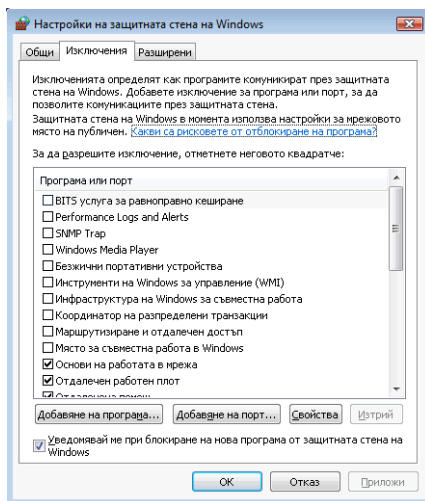 Настройки на защитната стена на Windows
Общи Изключения Разширени
Изключенията определят как програмите комуникират през защитната
стена на Windows. Добавете изключение за програма или порт, за да
позволите комуникациите през защитната стена.
Защитната стена на Windows в момента използва настройки за мрежовото
място на публичен. Какви са рисковете от отблокиране на програма?
За да разрешите изключение, отметнете неговото квадратче:
Програма или порт
BITS услуга за равноправно кеширане
Performance Logs and Alerts
SNMP Trap
Windows Media Player
Безжични портативни устройства
Инструменти на Windows за управление (WMI)
Инфраструктура на Windows за съвместна работа
Координатор на разпределени транзакции
Маршрутизиране и отдалечен достъп
Място за съвместна работа в Windows
Основи на работата в мрежа
Отдалечен работен плот
Отдалечена помощ
Добавяне на програма... Добавяне на порт... Свойства Изтрий
Уведомявай ме при блокиране на нова програма от защитната стена на
Windows
OK Отказ Приложи